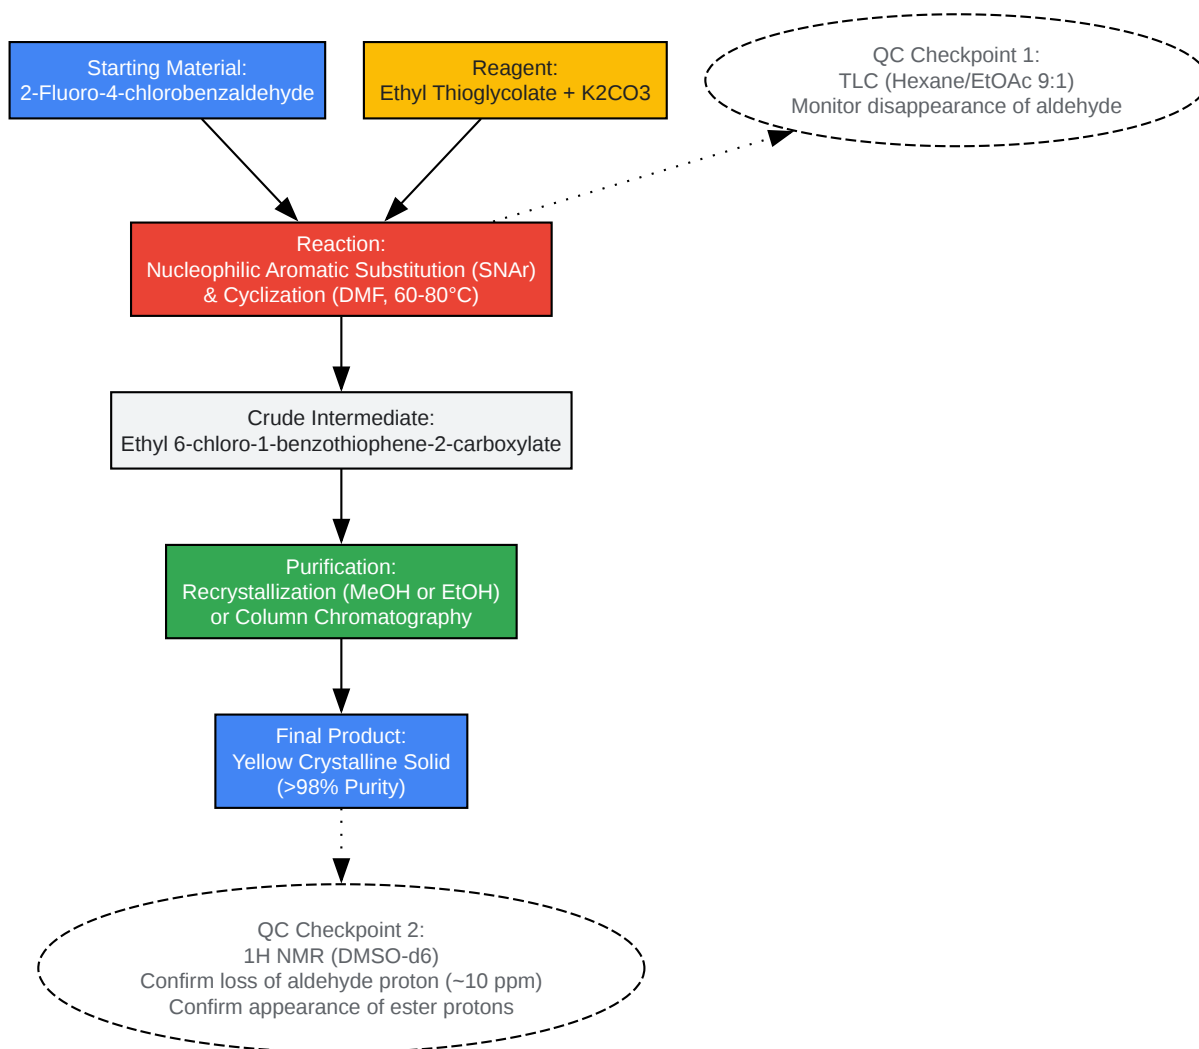 Starting Material:
2-Fluoro-4-chlorobenzaldehyde
Reagent:
Ethyl Thioglycolate + K2CO3
QC Checkpoint 1:
TLC (Hexane/EtOAc 9:1)
Monitor disappearance of aldehyde
Reaction:
Nucleophilic Aromatic Substitution (SNAr)
& Cyclization (DMF, 60-80°C)
Crude Intermediate:
Ethyl 6-chloro-1-benzothiophene-2-carboxylate
Purification:
Recrystallization (MeOH or EtOH)
or Column Chromatography
Final Product:
Yellow Crystalline Solid
(>98% Purity)
QC Checkpoint 2:
1H NMR (DMSO-d6)
Confirm loss of aldehyde proton (~10 ppm)
Confirm appearance of ester protons